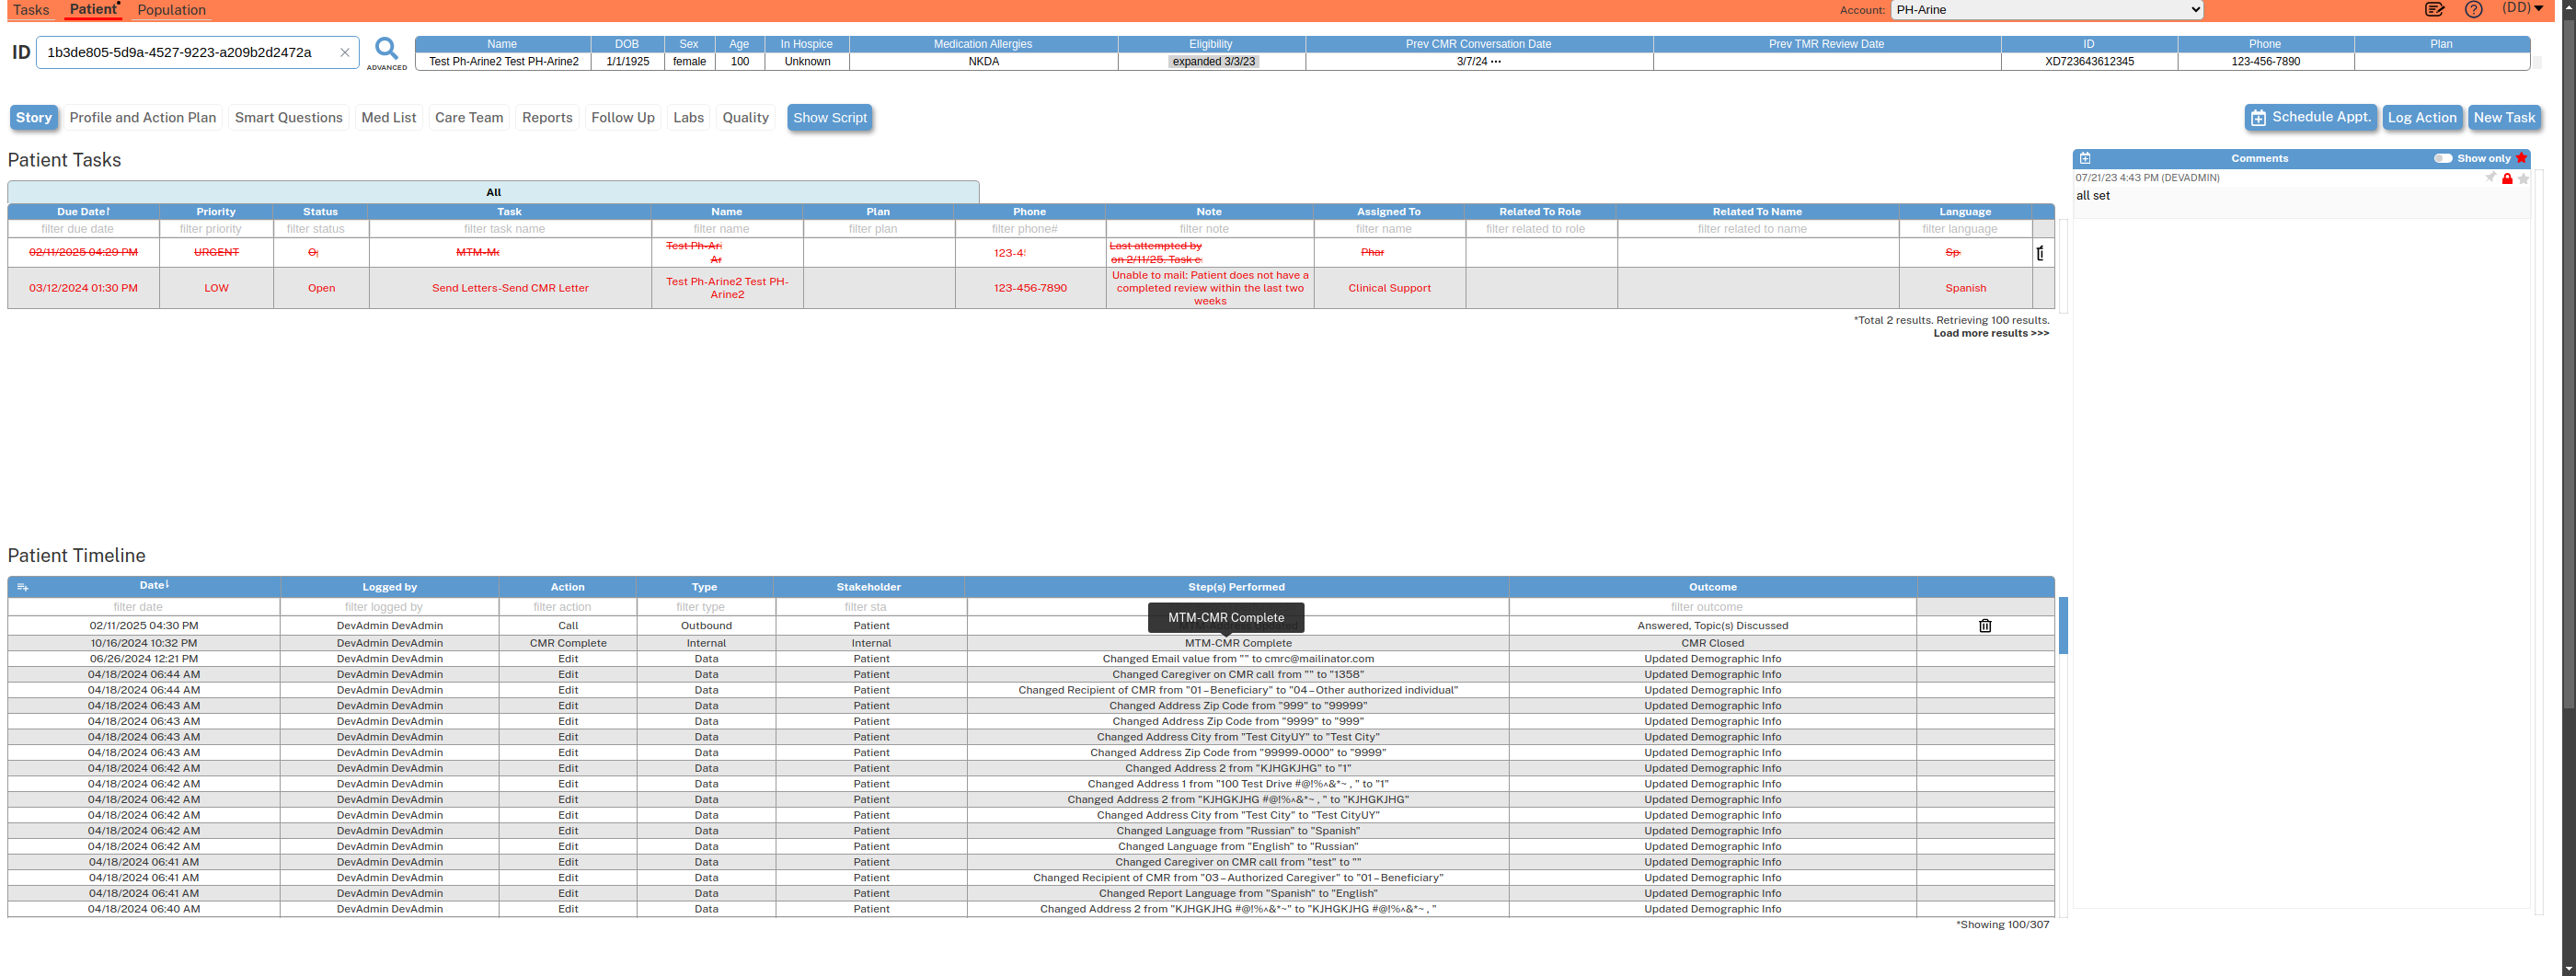 Tasks Patient Population Account: PH-Arine (DD)
ID 1b3de805-5d9a-4527-9223-a209b2d2472a ADVANCED
Name DOB Sex Age In Hospice Medication Allergies Eligibility Prev CMR Conversation Date Prev TMR Review Date ID Phone Plan
Test Ph-Arine2 Test PH-Arine2 1/1/1925 female 100 Unknown NKDA expanded 3/3/23 3/7/24 ••• XD723643612345 123-456-7890
Story Profile and Action Plan Smart Questions Med List Care Team Reports Follow Up Labs Quality Show Script Schedule Appt. Log Action New Task
Patient Tasks
All
Due Date Priority Status Task Name Plan Phone Note Assigned To Related To Role Related To Name Language
filter due date filter priority filter status filter task name filter name filter plan filter phone# filter note filter name filter related to role filter related to name filter language
02/11/2025 04:29 PM URGENT MTM- Test Ph-Ar 123-4 Last attempted by
on 2/11/25. Task Phar Sp
03/12/2024 01:30 PM LOW Open Send Letters-Send CMR Letter Test Ph-Arine2 Test PH-Arine2 123-456-7890 Unable to mail: Patient does not have a
completed review within the last two
weeks Clinical Support Spanish
*Total 2 results. Retrieving 100 results.
Load more results >>>
Comments Show only
07/21/23 4:43 PM (DEVADMIN)
all set
Patient Timeline
Date Logged by Action Type Stakeholder Step(s) Performed Outcome
filter date filter logged by filter action filter type filter sta filter outcome
MTM-CMR Complete
02/11/2025 04:30 PM DevAdmin DevAdmin Call Outbound Patient Answered, Topic(s) Discussed
10/16/2024 10:32 PM DevAdmin DevAdmin CMR Complete Internal Internal MTM-CMR Complete CMR Closed
06/26/2024 12:21 PM DevAdmin DevAdmin Edit Data Patient Changed Email value from "" to cmrc@mailinator.com Updated Demographic Info
04/18/2024 06:44 AM DevAdmin DevAdmin Edit Data Patient Changed Caregiver on CMR call from "" to "1358" Updated Demographic Info
04/18/2024 06:44 AM DevAdmin DevAdmin Edit Data Patient Changed Recipient of CMR from "01 – Beneficiary" to "04 – Other authorized individual" Updated Demographic Info
04/18/2024 06:43 AM DevAdmin DevAdmin Edit Data Patient Changed Address Zip Code from "999" to "99999" Updated Demographic Info
04/18/2024 06:43 AM DevAdmin DevAdmin Edit Data Patient Changed Address Zip Code from "9999" to "999" Updated Demographic Info
04/18/2024 06:43 AM DevAdmin DevAdmin Edit Data Patient Changed Address City from "Test CityUY" to "Test City" Updated Demographic Info
04/18/2024 06:43 AM DevAdmin DevAdmin Edit Data Patient Changed Address Zip Code from "99999-0000" to "9999" Updated Demographic Info
04/18/2024 06:42 AM DevAdmin DevAdmin Edit Data Patient Changed Address 2 from "KJHGKJHG" to "1" Updated Demographic Info
04/18/2024 06:42 AM DevAdmin DevAdmin Edit Data Patient Changed Address 1 from "100 Test Drive #@!%^&*~ , " to "1" Updated Demographic Info
04/18/2024 06:42 AM DevAdmin DevAdmin Edit Data Patient Changed Address 2 from "KJHGKJHG #@!%^&*~ , " to "KJHGKJHG" Updated Demographic Info
04/18/2024 06:42 AM DevAdmin DevAdmin Edit Data Patient Changed Address City from "Test City" to "Test CityUY" Updated Demographic Info
04/18/2024 06:42 AM DevAdmin DevAdmin Edit Data Patient Changed Language from "Russian" to "Spanish" Updated Demographic Info
04/18/2024 06:42 AM DevAdmin DevAdmin Edit Data Patient Changed Language from "English" to "Russian" Updated Demographic Info
04/18/2024 06:41 AM DevAdmin DevAdmin Edit Data Patient Changed Caregiver on CMR call from "test" to "" Updated Demographic Info
04/18/2024 06:41 AM DevAdmin DevAdmin Edit Data Patient Changed Recipient of CMR from "03 – Authorized Caregiver" to "01 – Beneficiary" Updated Demographic Info
04/18/2024 06:41 AM DevAdmin DevAdmin Edit Data Patient Changed Report Language from "Spanish" to "English" Updated Demographic Info
04/18/2024 06:40 AM DevAdmin DevAdmin Edit Data Patient Changed Address 2 from "KJHGKJHG #@!%^&*~" to "KJHGKJHG #@!%^&*~ , " Updated Demographic Info
*Showing 100/307